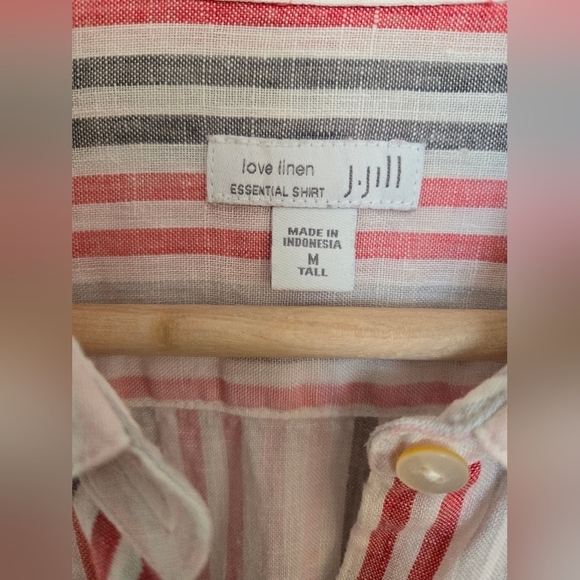 love linen J.Jill
ESSENTIAL SHIRT
MADE IN
INDONESIA
M
TALL